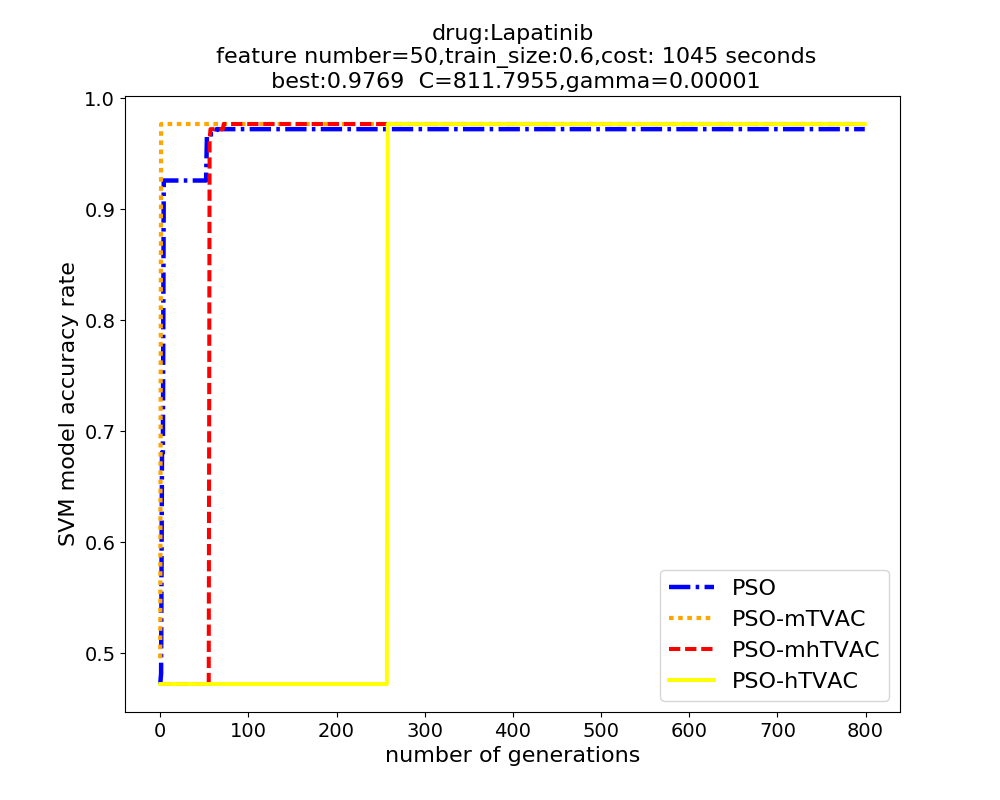 drug:Lapatinib
feature number=50,train_size:0.6,cost: 1045 seconds
best:0.9769  C=811.7955,gamma=0.00001
1.0
0.9
0.8
0.7
0.6
0.5
SVM model accuracy rate
PSO
PSO-mTVAC
PSO-mhTVAC
PSO-hTVAC
0 100 200 300 400 500 600 700 800
number of generations